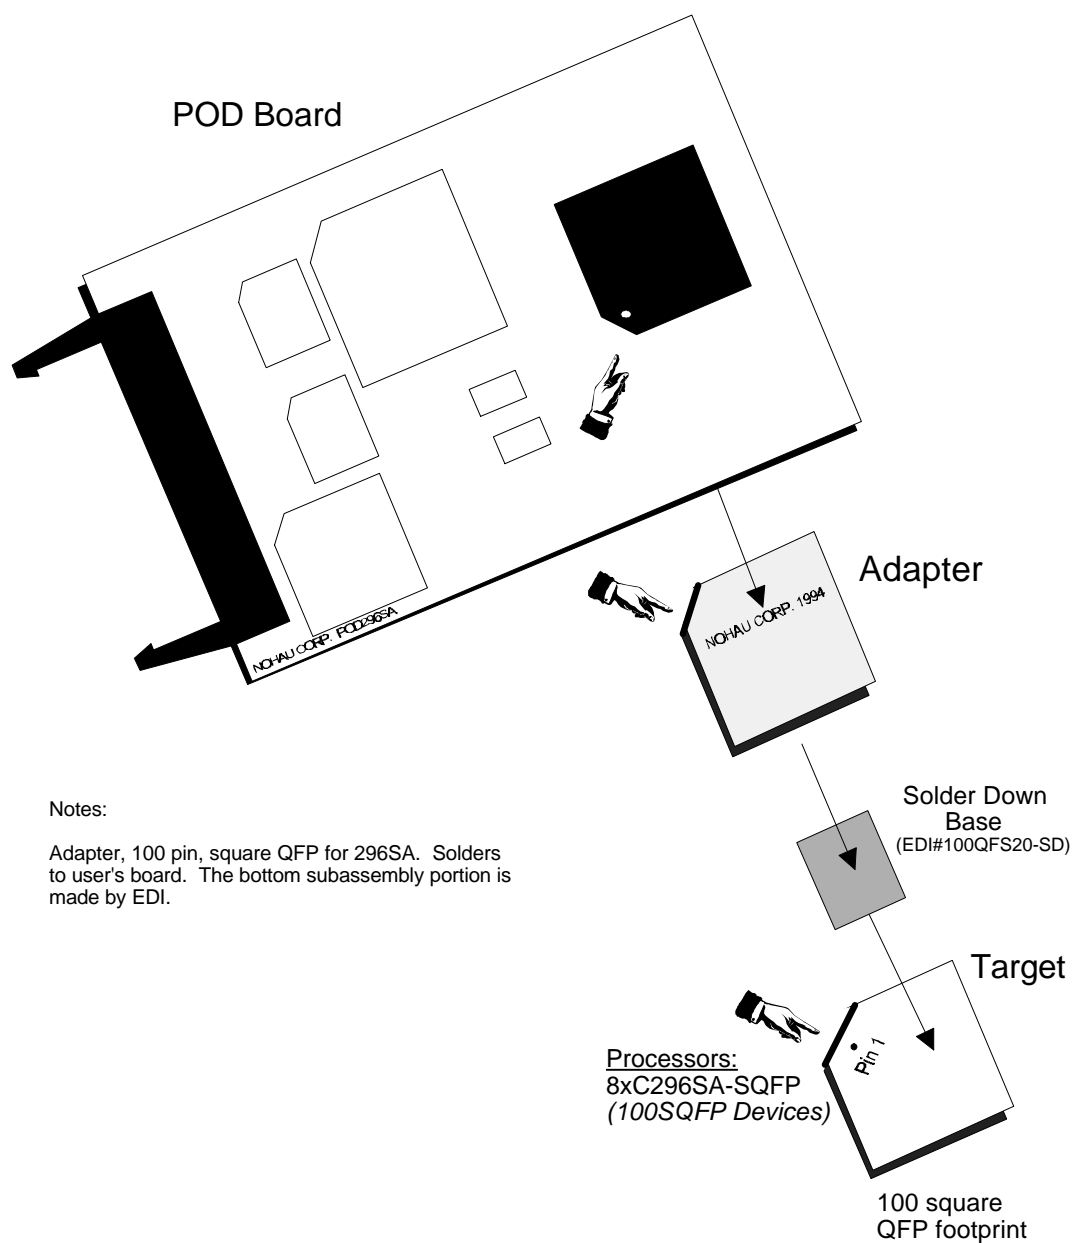 POD Board
NOHAU CORP. POD296SA
Adapter
NOHAU CORP. 1994
Notes:
Adapter, 100 pin, square QFP for 296SA. Solders
to user's board. The bottom subassembly portion is
made by EDI.
Solder Down
Base
(EDI#100QFS20-SD)
Target
Pin 1
Processors:
8xC296SA-SQFP
(100SQFP Devices)
100 square
QFP footprint